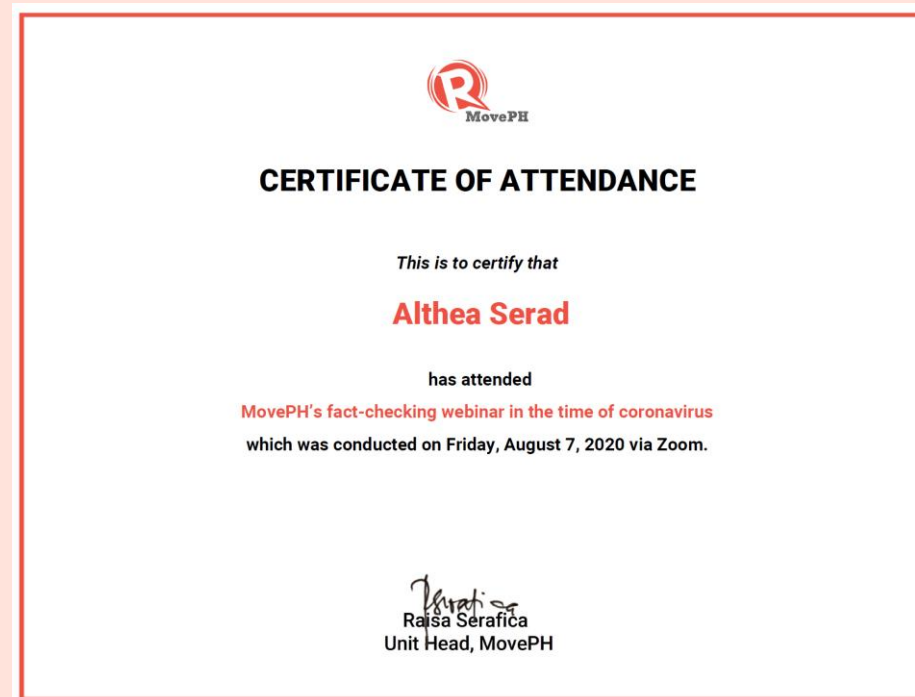 R
MovePH
CERTIFICATE OF ATTENDANCE
This is to certify that
Althea Serad
has attended
MovePH's fact-checking webinar in the time of coronavirus
which was conducted on Friday, August 7, 2020 via Zoom.
Raisa Serafica
Unit Head, MovePH